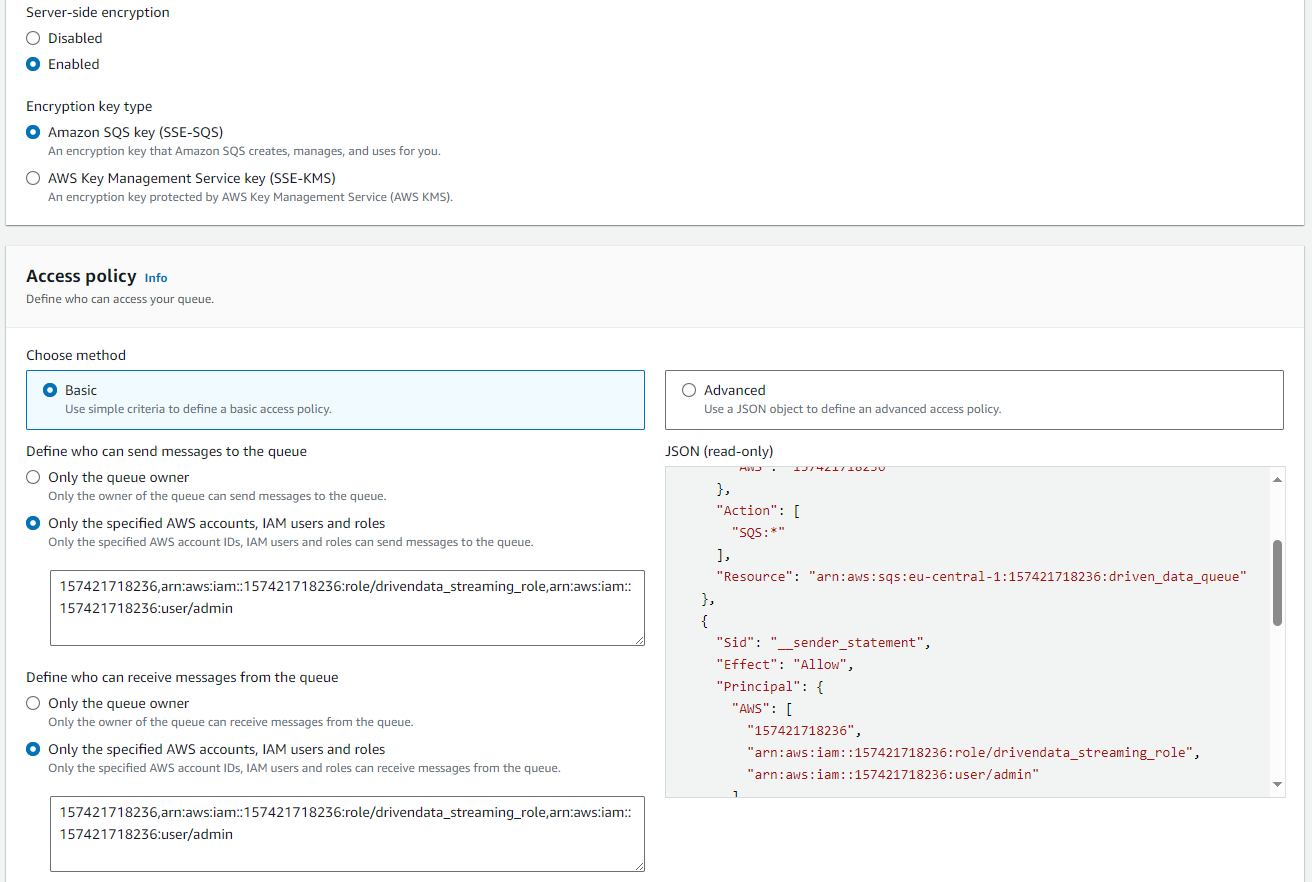 Server-side encryption
Disabled
Enabled
Encryption key type
Amazon SQS key (SSE-SQS)
An encryption key that Amazon SQS creates, manages, and uses for you.
AWS Key Management Service key (SSE-KMS)
An encryption key protected by AWS Key Management Service (AWS KMS).
Access policy Info
Define who can access your queue.
Choose method
Basic
Use simple criteria to define a basic access policy.
Advanced
Use a JSON object to define an advanced access policy.
Define who can send messages to the queue
Only the queue owner
Only the owner of the queue can send messages to the queue.
Only the specified AWS accounts, IAM users and roles
Only the specified AWS account IDs, IAM users and roles can send messages to the queue.
157421718236,arn:aws:iam::157421718236:role/drivendata_streaming_role,arn:aws:iam::
157421718236:user/admin
Define who can receive messages from the queue
Only the queue owner
Only the owner of the queue can receive messages from the queue.
Only the specified AWS accounts, IAM users and roles
Only the specified AWS account IDs, IAM users and roles can receive messages from the queue.
157421718236,arn:aws:iam::157421718236:role/drivendata_streaming_role,arn:aws:iam::
157421718236:user/admin
JSON (read-only)
"AWS": "157421718236"
},
"Action": [
"SQS:*"
],
"Resource": "arn:aws:sqs:eu-central-1:157421718236:driven_data_queue"
},
{
"Sid": "__sender_statement",
"Effect": "Allow",
"Principal": {
"AWS": [
"157421718236",
"arn:aws:iam::157421718236:role/drivendata_streaming_role",
"arn:aws:iam::157421718236:user/admin"
]